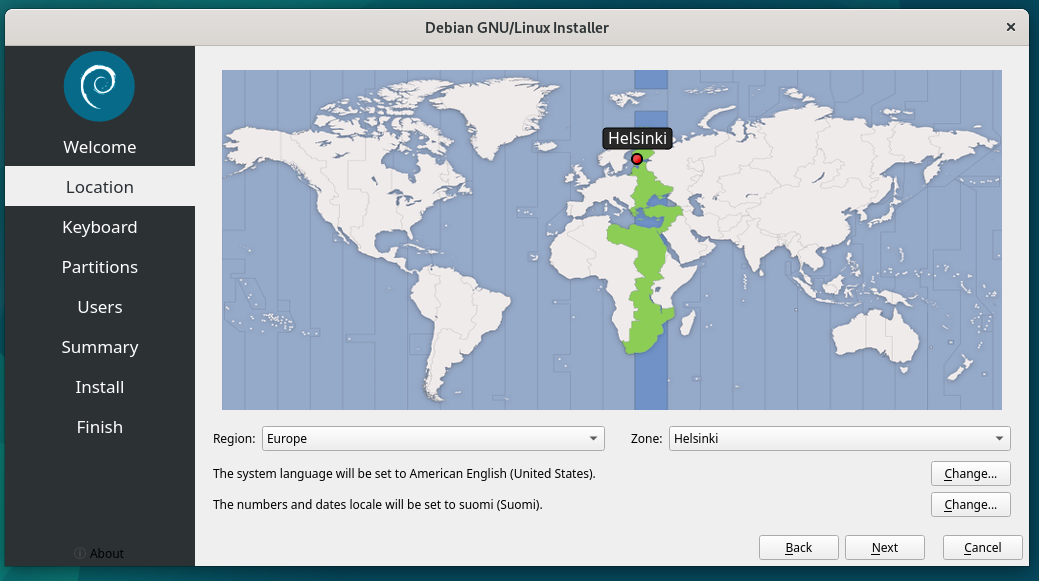 Debian GNU/Linux Installer
Welcome
Location
Keyboard
Partitions
Users
Summary
Install
Finish
About
Helsinki
Region: Europe Zone: Helsinki
The system language will be set to American English (United States). Change...
The numbers and dates locale will be set to suomi (Suomi). Change...
Back Next Cancel